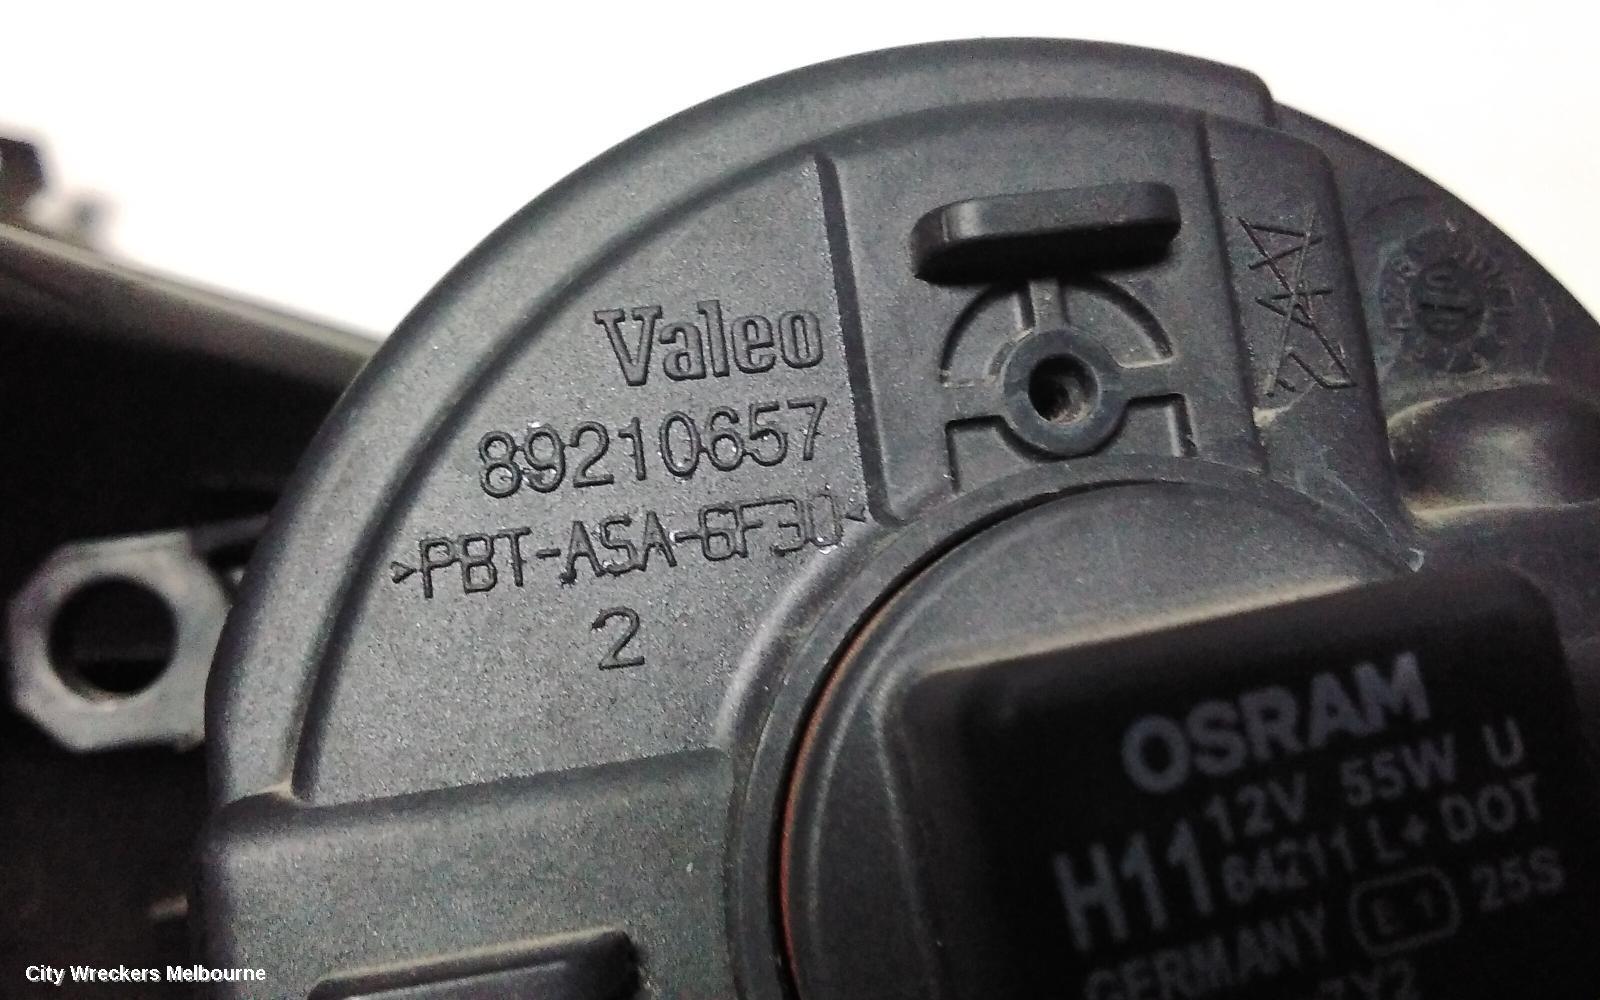 Valeo
89210657
>PBT-ASA-GF30<
2
OSRAM
12V 55W U
H11 64211 L+ DOT
GERMANY E1 25S
City Wreckers Melbourne